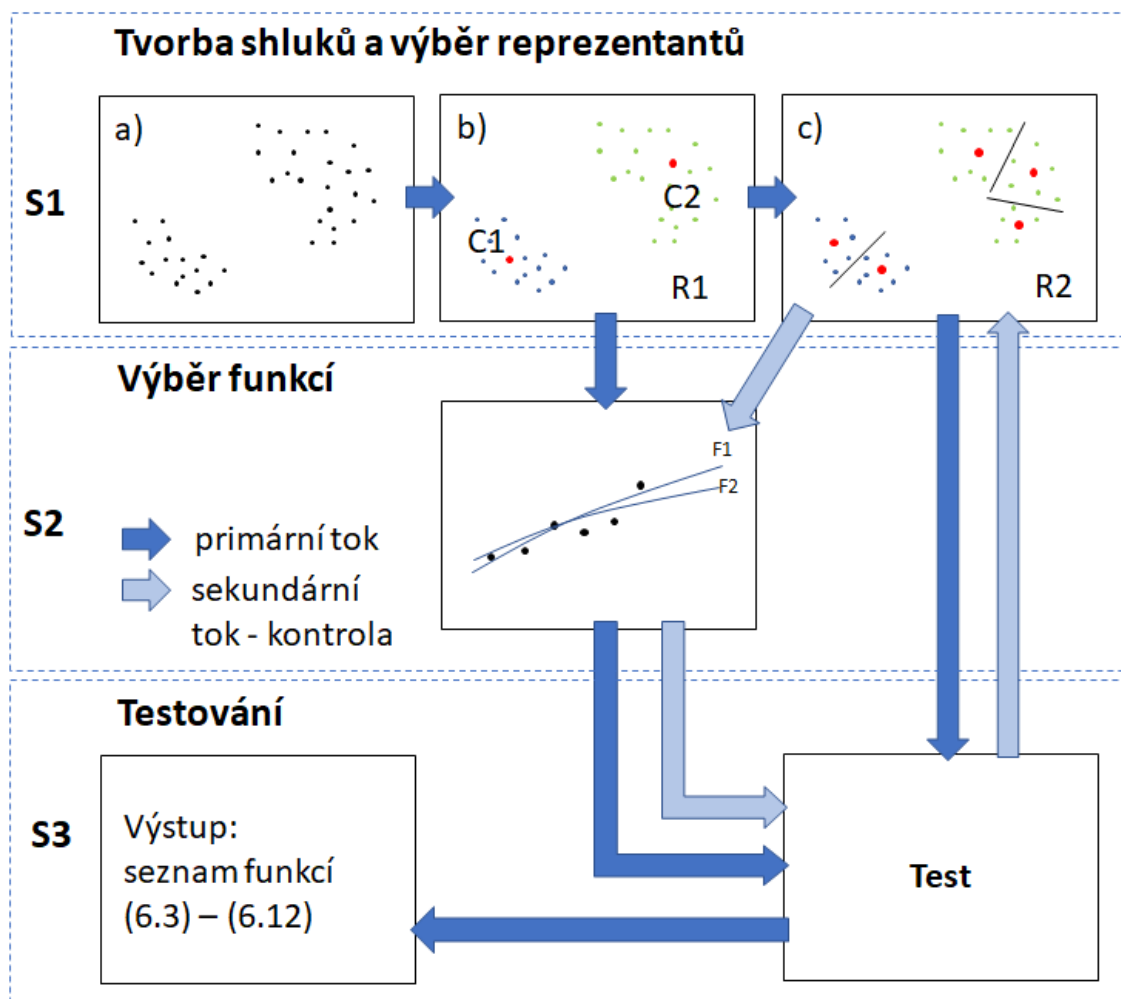 Tvorba shluků a výběr reprezentantů
S1
a)
b)
C1
C2
R1
c)
R2
Výběr funkcí
S2
primární tok
sekundární
tok - kontrola
F1
F2
Testování
S3
Výstup:
seznam funkcí
(6.3) – (6.12)
Test